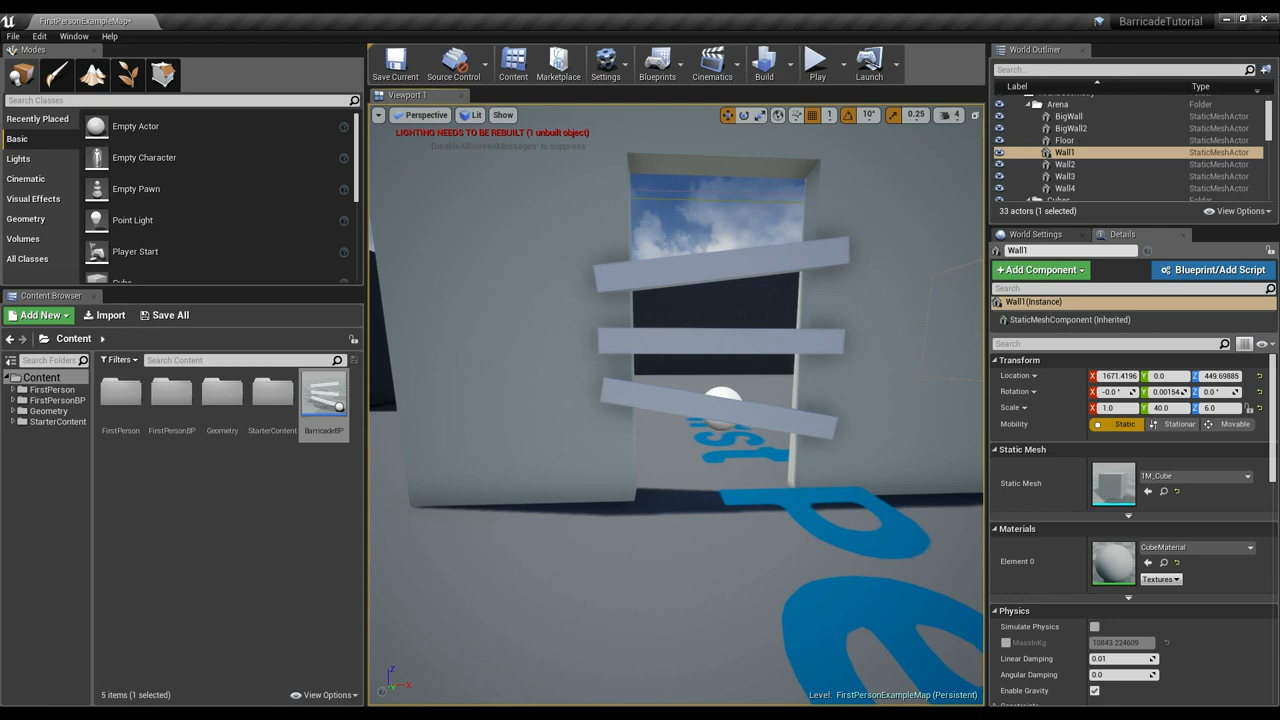 FirstPersonExampleMap*
BarricadeTutorial
File Edit Window Help
Modes
Search Classes
Recently Placed
Basic
Lights
Cinematic
Visual Effects
Geometry
Volumes
All Classes
Empty Actor
Empty Character
Empty Pawn
Point Light
Player Start
Content Browser
Add New Import Save All
Content
Search Folders Filters Search Content
Content
FirstPerson
FirstPersonBP
Geometry
StarterContent
FirstPerson FirstPersonBP Geometry StarterContent BarricadeBP
5 items (1 selected) View Options
Save Current Source Control Content Marketplace Settings Blueprints Cinematics Build Play Launch
Viewport 1
Perspective Lit Show 1 10° 0.25 4
LIGHTING NEEDS TO BE REBUILT (1 unbuilt object)
'DisableAllScreenMessages' to suppress
Z
Y X
Level: FirstPersonExampleMap (Persistent)
World Outliner
Search...
Label Type
Arena Folder
BigWall StaticMeshActor
BigWall2 StaticMeshActor
Floor StaticMeshActor
Wall1 StaticMeshActor
Wall2 StaticMeshActor
Wall3 StaticMeshActor
Wall4 StaticMeshActor
Cubes Folder
33 actors (1 selected) View Options
World Settings Details
Wall1
+Add Component Blueprint/Add Script
Search
Wall1(Instance)
StaticMeshComponent (Inherited)
Search
Transform
Location X 1671.4196 Y 0.0 Z 449.69885
Rotation X -0.0 ° Y 0.00154 Z 0.0 °
Scale X 1.0 Y 40.0 Z 6.0
Mobility Static Stationar Movable
Static Mesh
Static Mesh 1M_Cube
Materials
Element 0 CubeMaterial
Textures
Physics
Simulate Physics
MassInKg 10843.224609
Linear Damping 0.01
Angular Damping 0.0
Enable Gravity